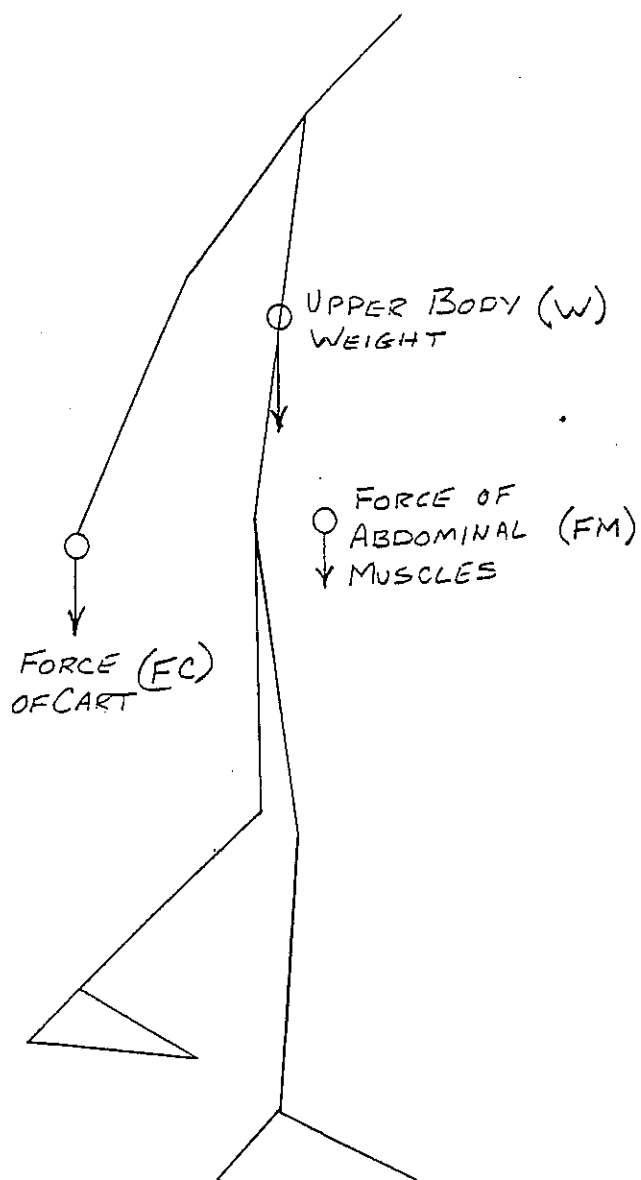 UPPER BODY (W)
WEIGHT
FORCE OF
ABDOMINAL (FM)
MUSCLES
FORCE (FC)
OF CART